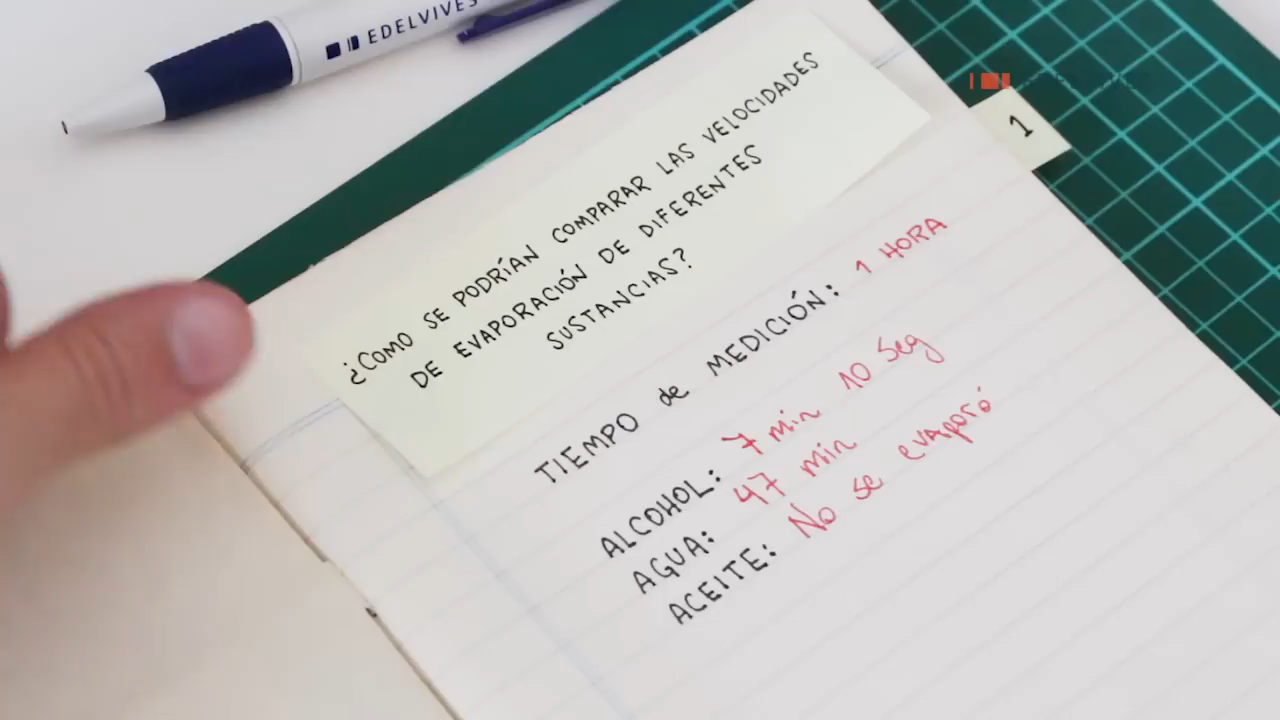 EDELVIVES
1
¿COMO SE PODRÍAN COMPARAR LAS VELOCIDADES
DE EVAPORACIÓN DE DIFERENTES
SUSTANCIAS?
TIEMPO de MEDICIÓN: 1 HORA
ALCOHOL: 7 min 10 Seg
AGUA: 47 min
ACEITE: No se evaporó